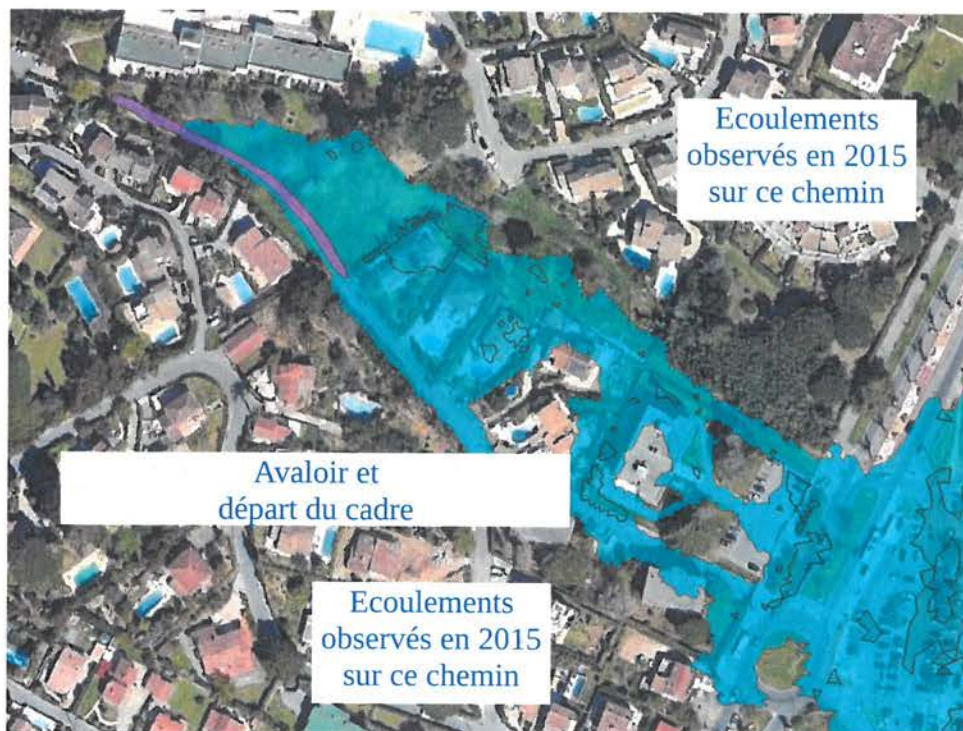 Ecoulements
observés en 2015
sur ce chemin
Avaloir et
départ du cadre
Ecoulements
observés en 2015
sur ce chemin